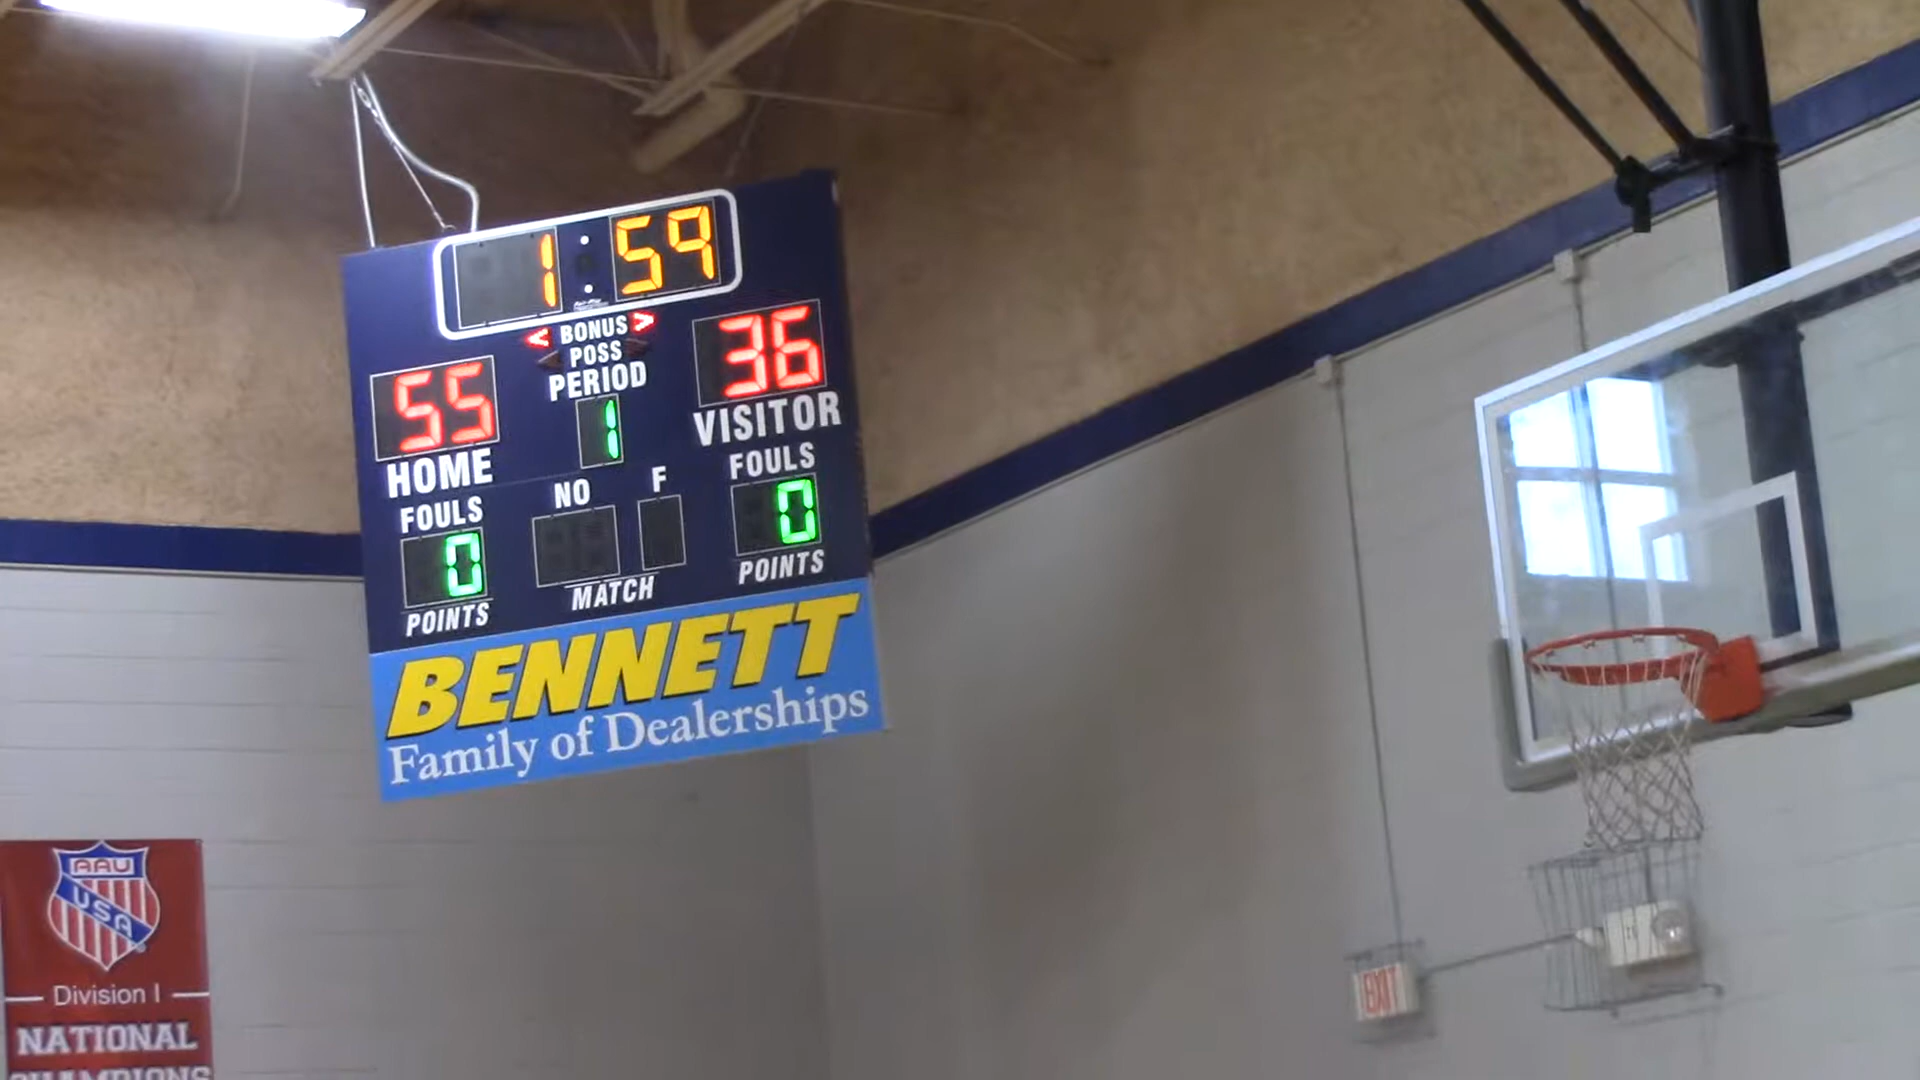 1:59
< BONUS >
POSS
PERIOD
1
55
HOME
36
VISITOR
FOULS
0
POINTS
NO
F
MATCH
FOULS
0
POINTS
BENNETT
Family of Dealerships
AAU
USA
Division I
NATIONAL
CHAMPIONS
EXIT